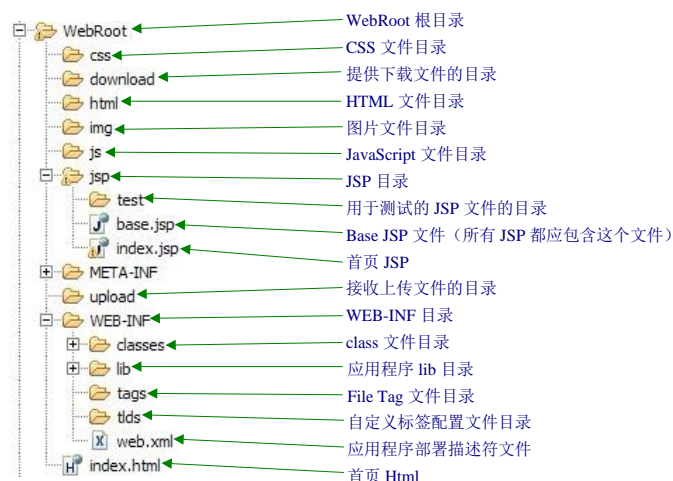 WebRoot WebRoot 根目录
css CSS 文件目录
download 提供下载文件的目录
html HTML 文件目录
img 图片文件目录
js JavaScript 文件目录
jsp JSP 目录
test 用于测试的 JSP 文件的目录
base.jsp Base JSP 文件（所有 JSP 都应包含这个文件）
index.jsp 首页 JSP
META-INF
upload 接收上传文件的目录
WEB-INF WEB-INF 目录
classes class 文件目录
lib 应用程序 lib 目录
tags File Tag 文件目录
tlds 自定义标签配置文件目录
web.xml 应用程序部署描述符文件
index.html 首页 Html